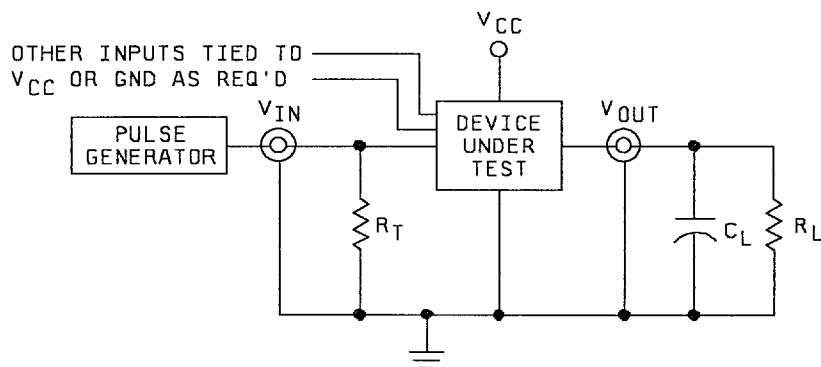 VCC
OTHER INPUTS TIED TO
VCC OR GND AS REQ'D
VIN
VOUT
PULSE
GENERATOR
DEVICE
UNDER
TEST
RT
CL
RL